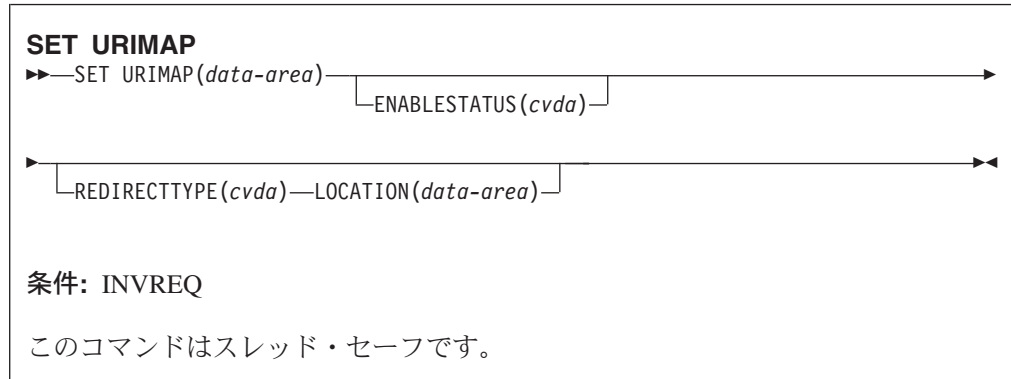 SET URIMAP
SET URIMAP(data-area)
ENABLESTATUS(cvda)
REDIRECTTYPE(cvda) LOCATION(data-area)
条件: INVREQ
このコマンドはスレッド・セーフです。